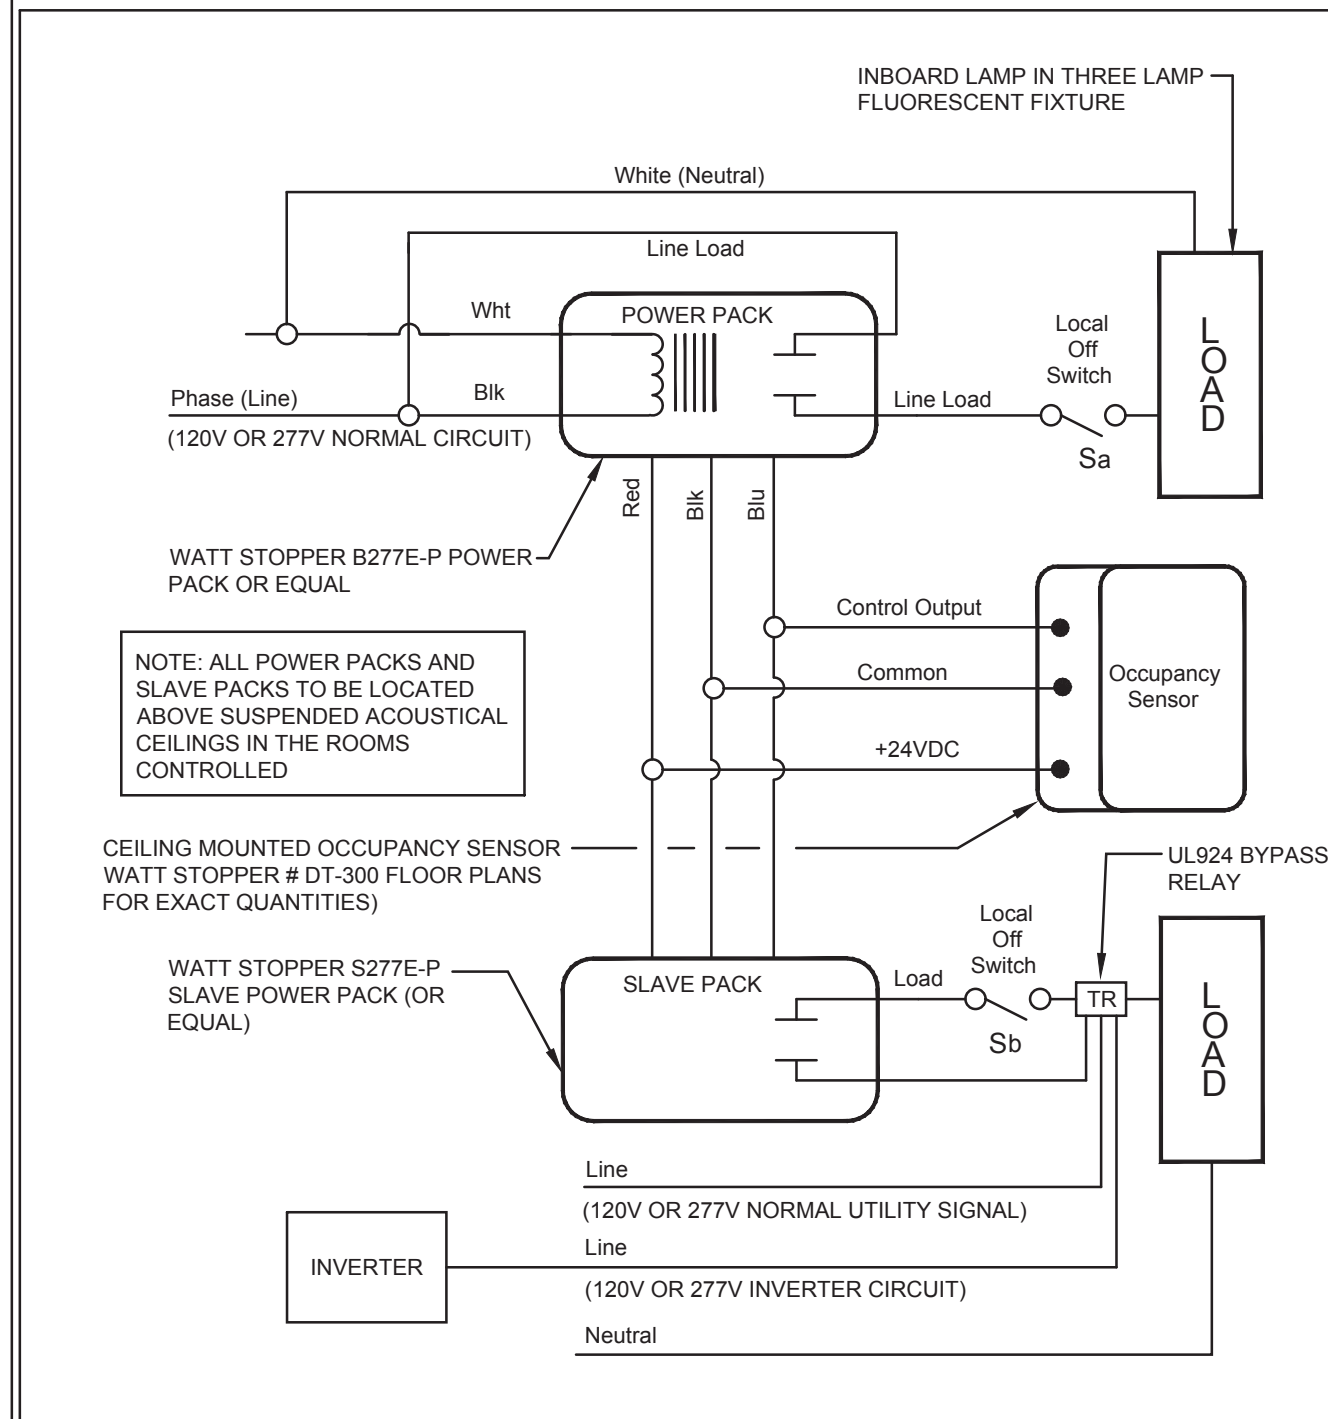 INBOARD LAMP IN THREE LAMP
FLUORESCENT FIXTURE
White (Neutral)
Line Load
Wht
POWER PACK
Local
Off
Switch
LOAD
Phase (Line)
Blk
Line Load
(120V OR 277V NORMAL CIRCUIT)
Sa
Red
Blk
Blu
WATT STOPPER B277E-P POWER
PACK OR EQUAL
Control Output
NOTE: ALL POWER PACKS AND
SLAVE PACKS TO BE LOCATED
ABOVE SUSPENDED ACOUSTICAL
CEILINGS IN THE ROOMS
CONTROLLED
Common
Occupancy
Sensor
+24VDC
CEILING MOUNTED OCCUPANCY SENSOR
WATT STOPPER # DT-300 FLOOR PLANS
FOR EXACT QUANTITIES)
UL924 BYPASS
RELAY
WATT STOPPER S277E-P
SLAVE POWER PACK (OR
EQUAL)
SLAVE PACK
Load
Local
Off
Switch
TR
Sb
LOAD
Line
(120V OR 277V NORMAL UTILITY SIGNAL)
INVERTER
Line
(120V OR 277V INVERTER CIRCUIT)
Neutral